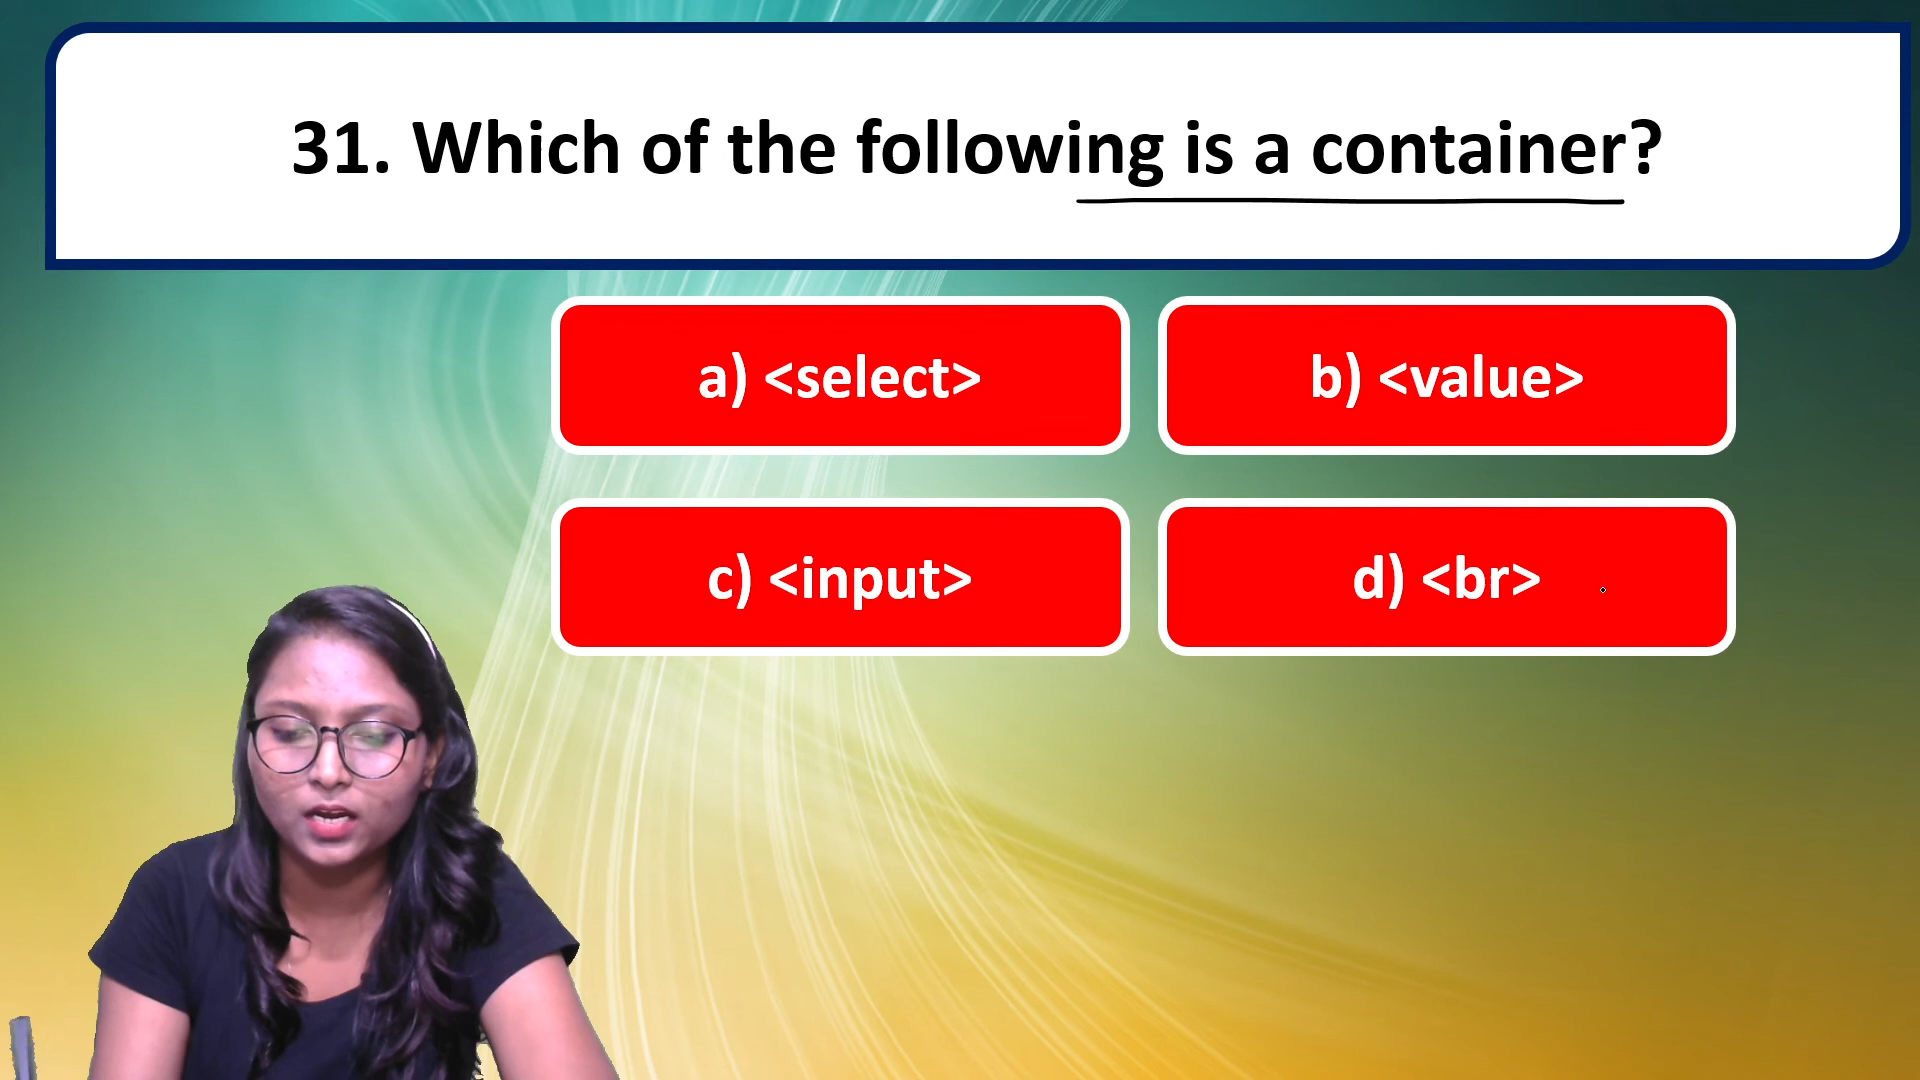 31. Which of the following is a container?
a) <select>
b) <value>
c) <input>
d) <br>